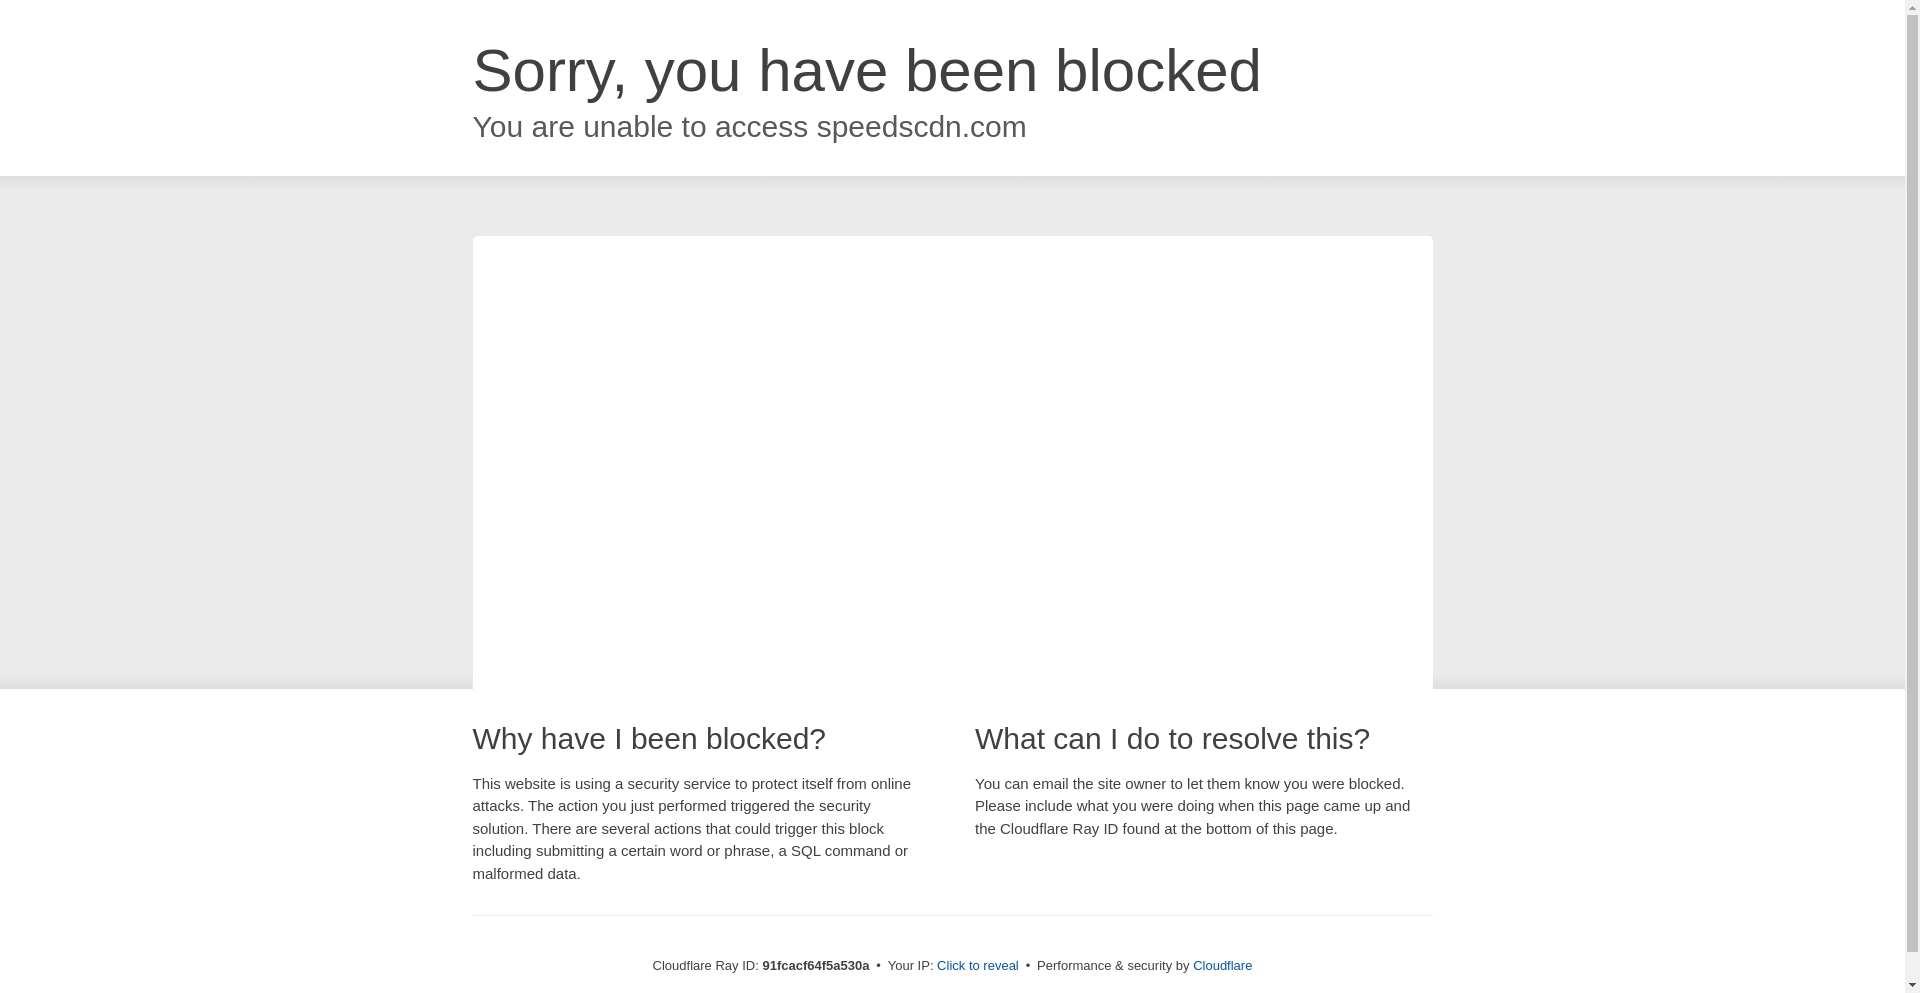 Sorry, you have been blocked
You are unable to access speedscdn.com
Why have I been blocked?
This website is using a security service to protect itself from online
attacks. The action you just performed triggered the security
solution. There are several actions that could trigger this block
including submitting a certain word or phrase, a SQL command or
malformed data.
What can I do to resolve this?
You can email the site owner to let them know you were blocked.
Please include what you were doing when this page came up and
the Cloudflare Ray ID found at the bottom of this page.
Cloudflare Ray ID: 91fcacf64f5a530a • Your IP: Click to reveal • Performance & security by Cloudflare